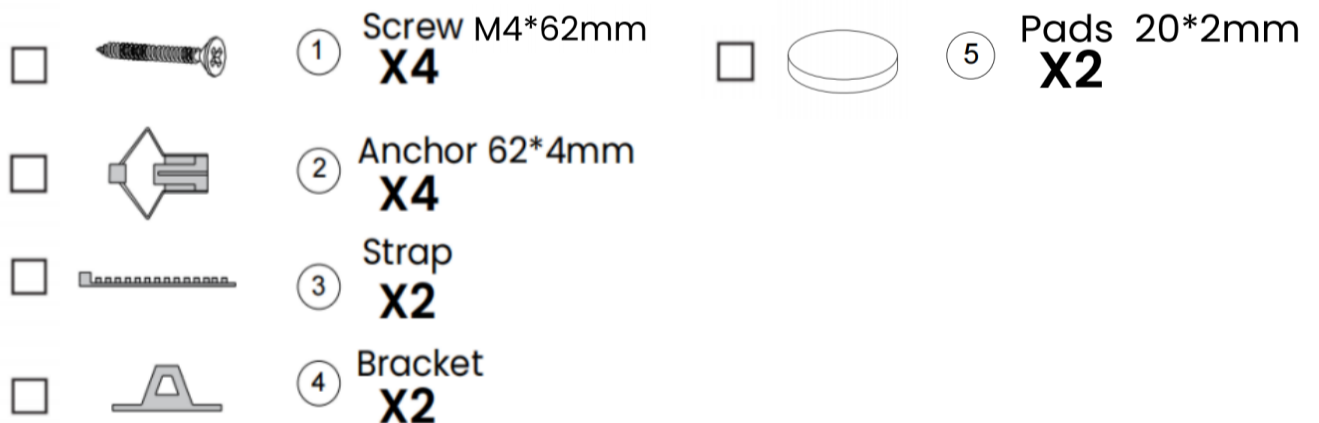 1 Screw M4*62mm
X4
2 Anchor 62*4mm
X4
3 Strap
X2
4 Bracket
X2
5 Pads 20*2mm
X2